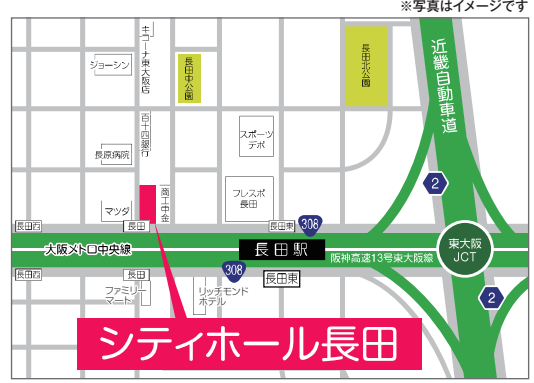 ※写真はイメージです
ジョーシン
キコーナ東大阪店
長田中公園
長田北公園
近畿自動車道
百十四銀行
長原病院
スポーツ
デポ
2
マツダ
商工中金
フレスポ
長田
長田西
長田
長田東
308
大阪メトロ中央線
長田駅
阪神高速13号東大阪線
東大阪
JCT
長田西
長田
308
長田東
2
ファミリー
マート
リッチモンド
ホテル
シティホール長田